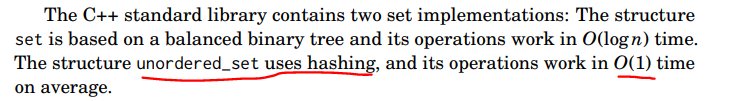 The C++ standard library contains two set implementations: The structure
set is based on a balanced binary tree and its operations work in O(logn) time.
The structure unordered_set uses hashing, and its operations work in O(1) time
on average.